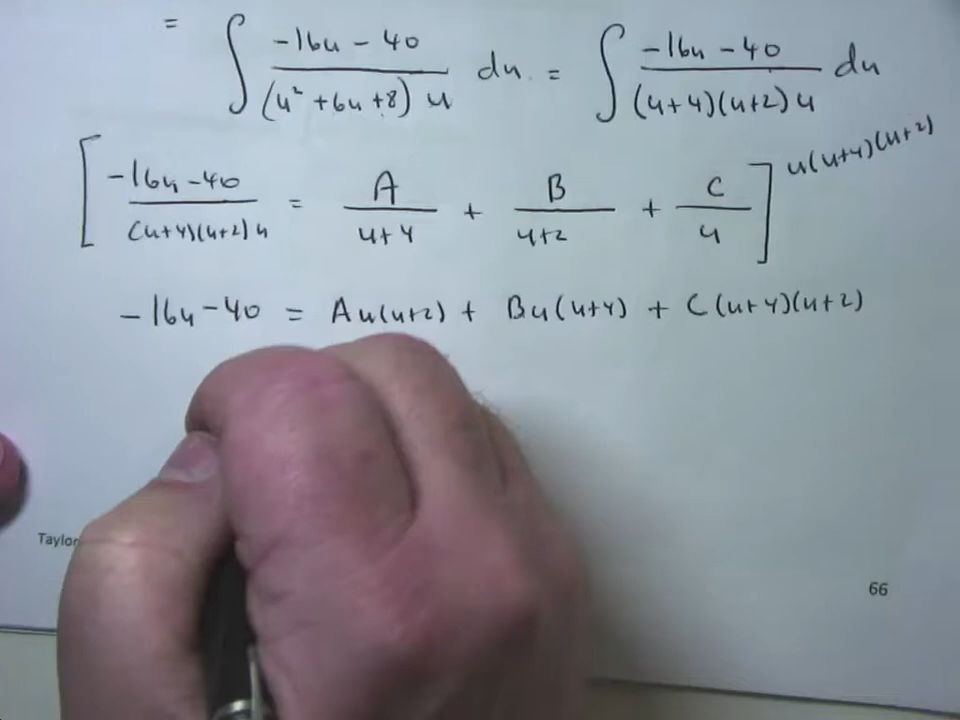 = ∫ (-16u - 40)/((u² + 6u + 8) u) du = ∫ (-16u - 40)/((u+4)(u+2) u) du
[ (-16u - 40)/((u+4)(u+2) u) = A/(u+4) + B/(u+2) + C/u ] u(u+4)(u+2)
-16u - 40 = Au(u+2) + Bu(u+4) + C(u+4)(u+2)
Taylor
66